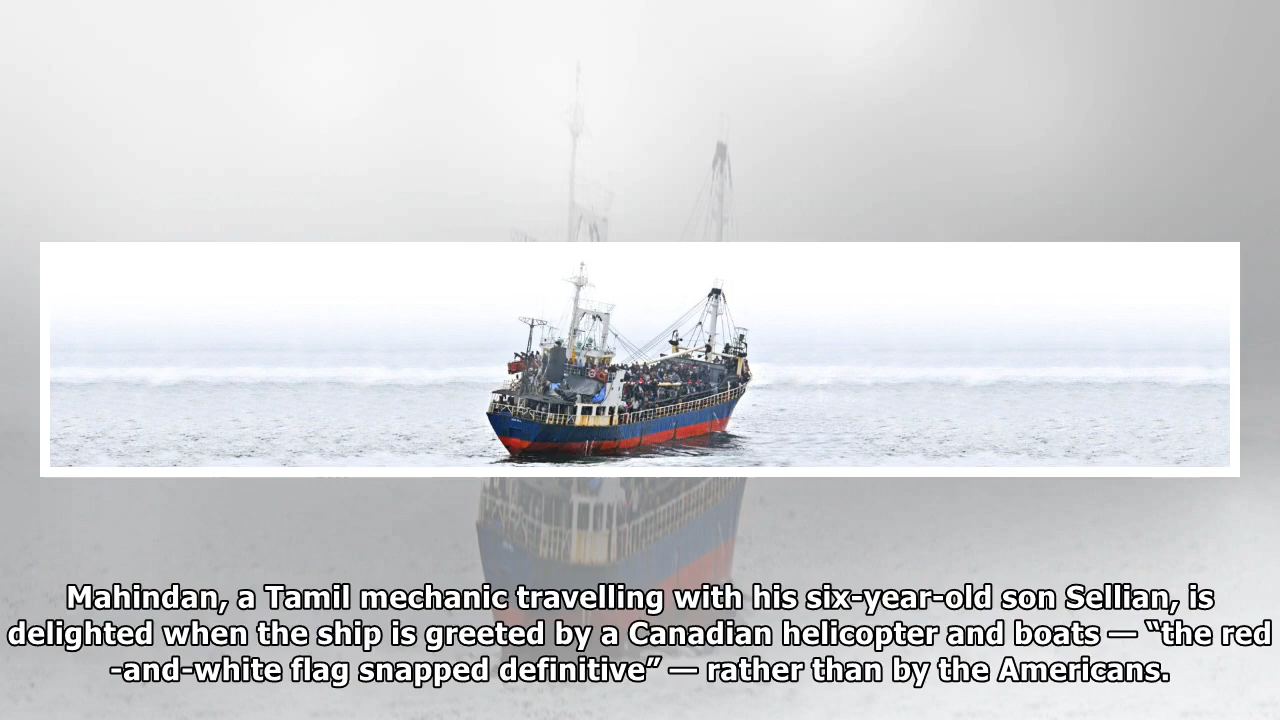 Mahindan, a Tamil mechanic travelling with his six-year-old son Sellian, is
delighted when the ship is greeted by a Canadian helicopter and boats — “the red
-and-white flag snapped definitive” — rather than by the Americans.